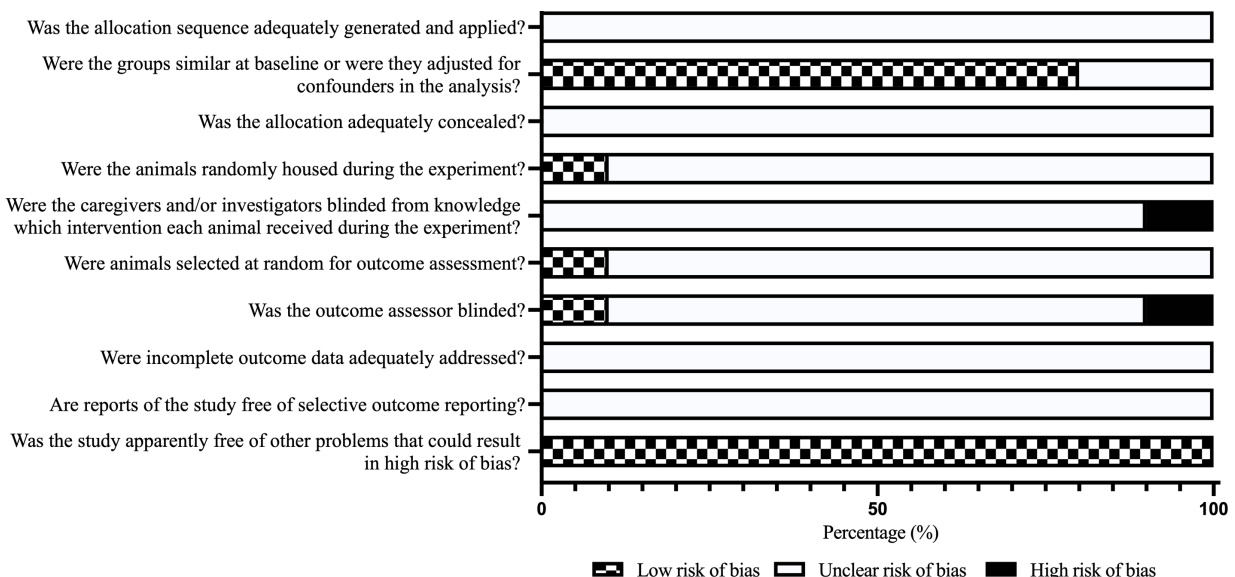 Was the allocation sequence adequately generated and applied?
Were the groups similar at baseline or were they adjusted for
confounders in the analysis?
Was the allocation adequately concealed?
Were the animals randomly housed during the experiment?
Were the caregivers and/or investigators blinded from knowledge
which intervention each animal received during the experiment?
Were animals selected at random for outcome assessment?
Was the outcome assessor blinded?
Were incomplete outcome data adequately addressed?
Are reports of the study free of selective outcome reporting?
Was the study apparently free of other problems that could result
in high risk of bias?
0 50 100
Percentage (%)
Low risk of bias Unclear risk of bias High risk of bias